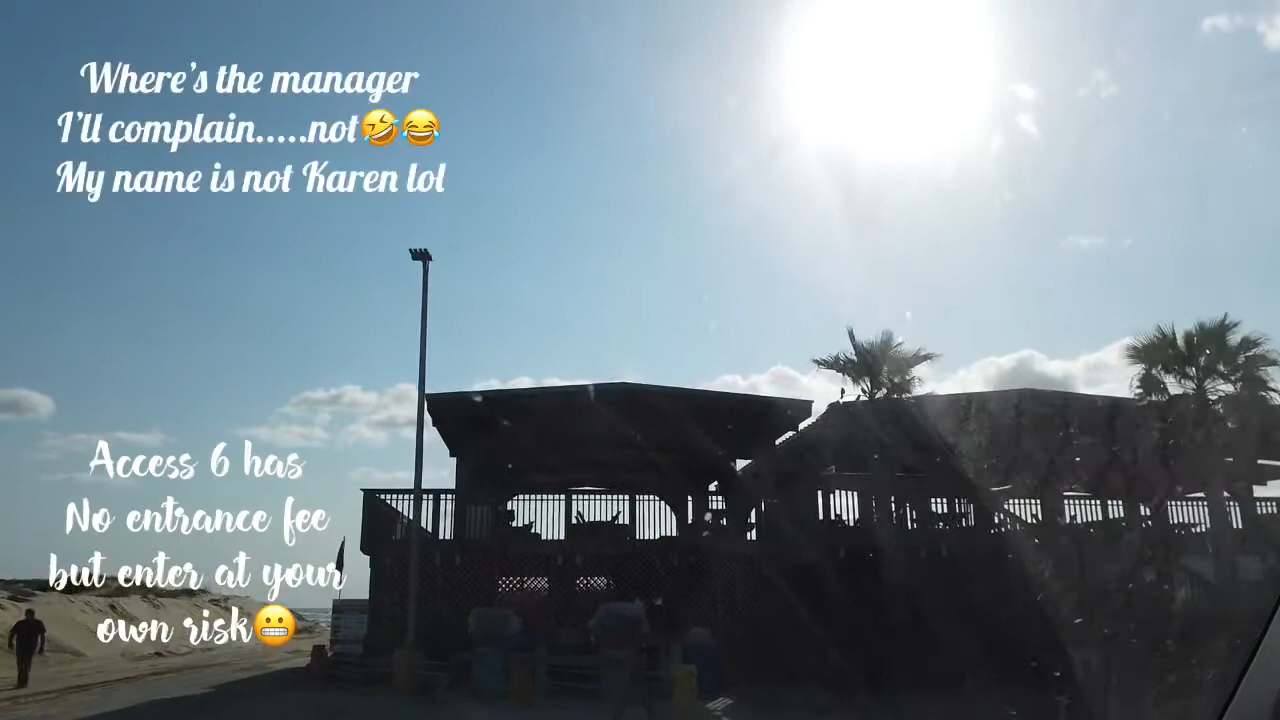 Where's the manager
I'll complain.....not🤣😂
My name is not Karen lol
Access 6 has
No entrance fee
but enter at your
own risk😬